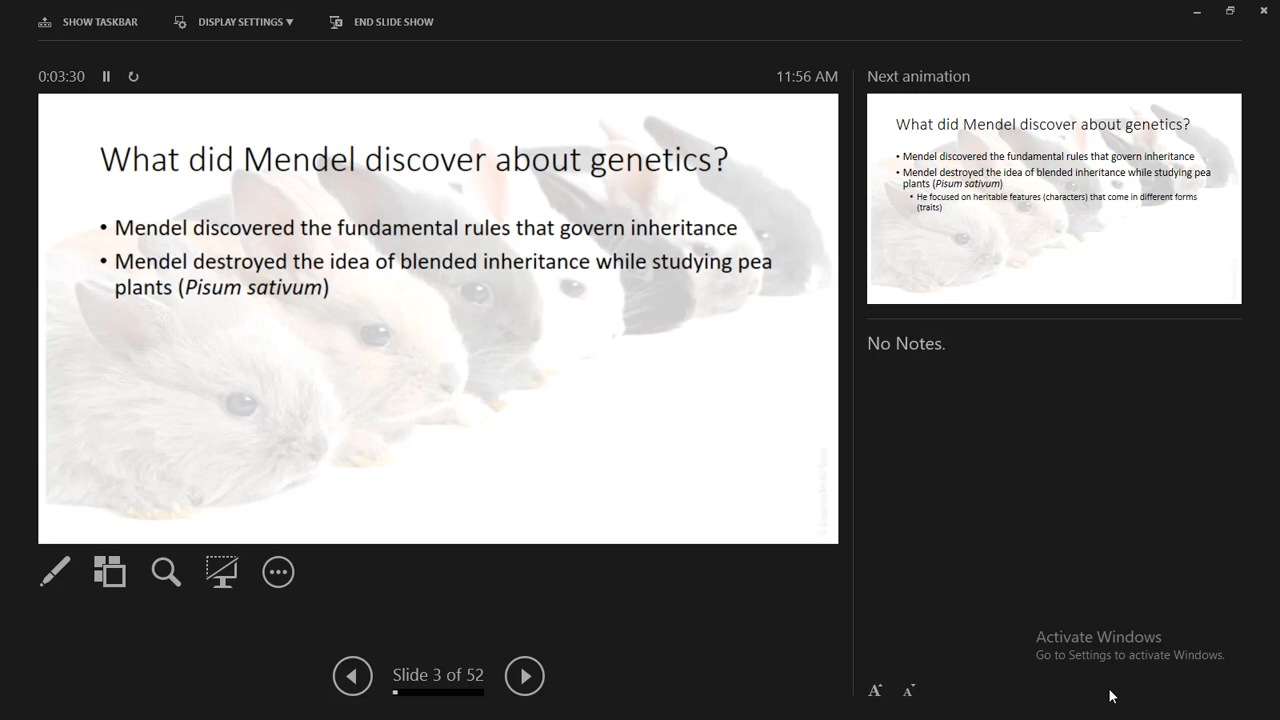 SHOW TASKBAR
DISPLAY SETTINGS ▼
END SLIDE SHOW
0:03:30
11:56 AM
What did Mendel discover about genetics?
• Mendel discovered the fundamental rules that govern inheritance
• Mendel destroyed the idea of blended inheritance while studying pea
plants (Pisum sativum)
Next animation
What did Mendel discover about genetics?
• Mendel discovered the fundamental rules that govern inheritance
• Mendel destroyed the idea of blended inheritance while studying pea
plants (Pisum sativum)
• He focused on heritable features (characters) that come in different forms
(traits)
No Notes.
Slide 3 of 52
Activate Windows
Go to Settings to activate Windows.
A A